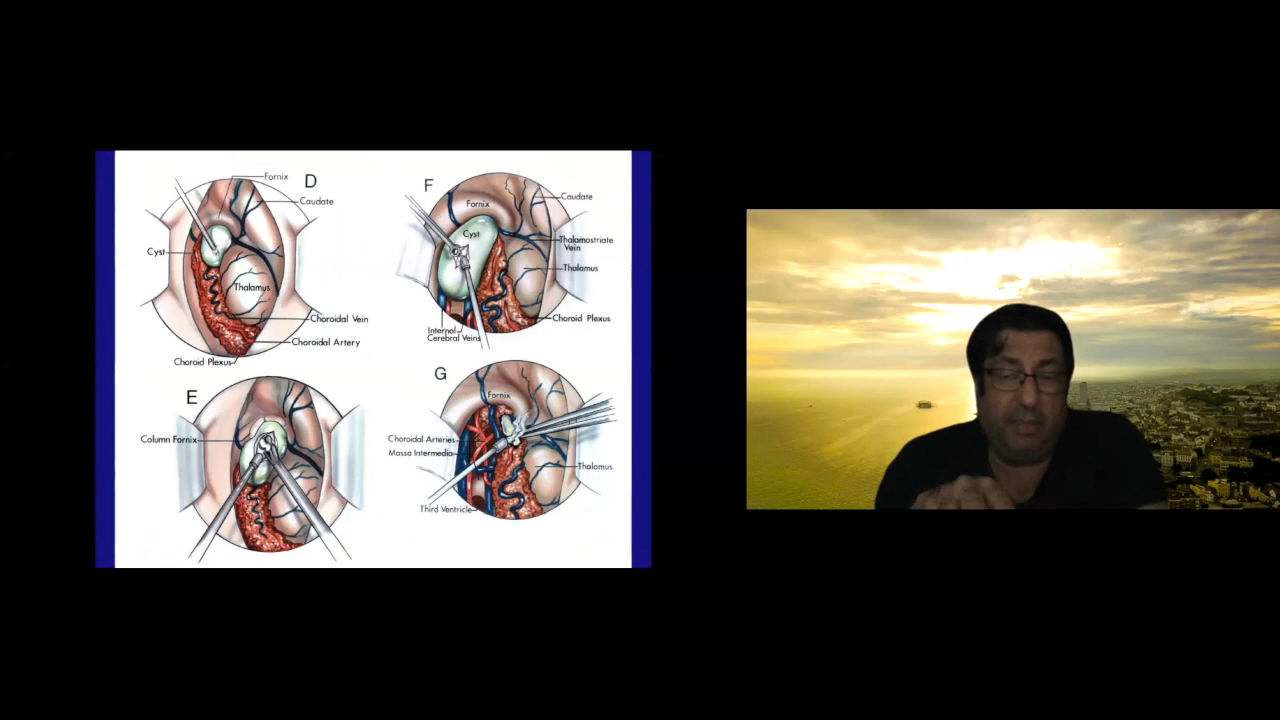 D
Fornix
Caudate
Cyst
Thalamus
Choroidal Vein
Choroidal Artery
Choroid Plexus
E
Column Fornix
F
Fornix
Caudate
Cyst
Thalamostriate
Vein
Thalamus
Choroid Plexus
Internal
Cerebral Veins
G
Fornix
Choroidal Arteries
Massa Intermedia
Thalamus
Third Ventricle